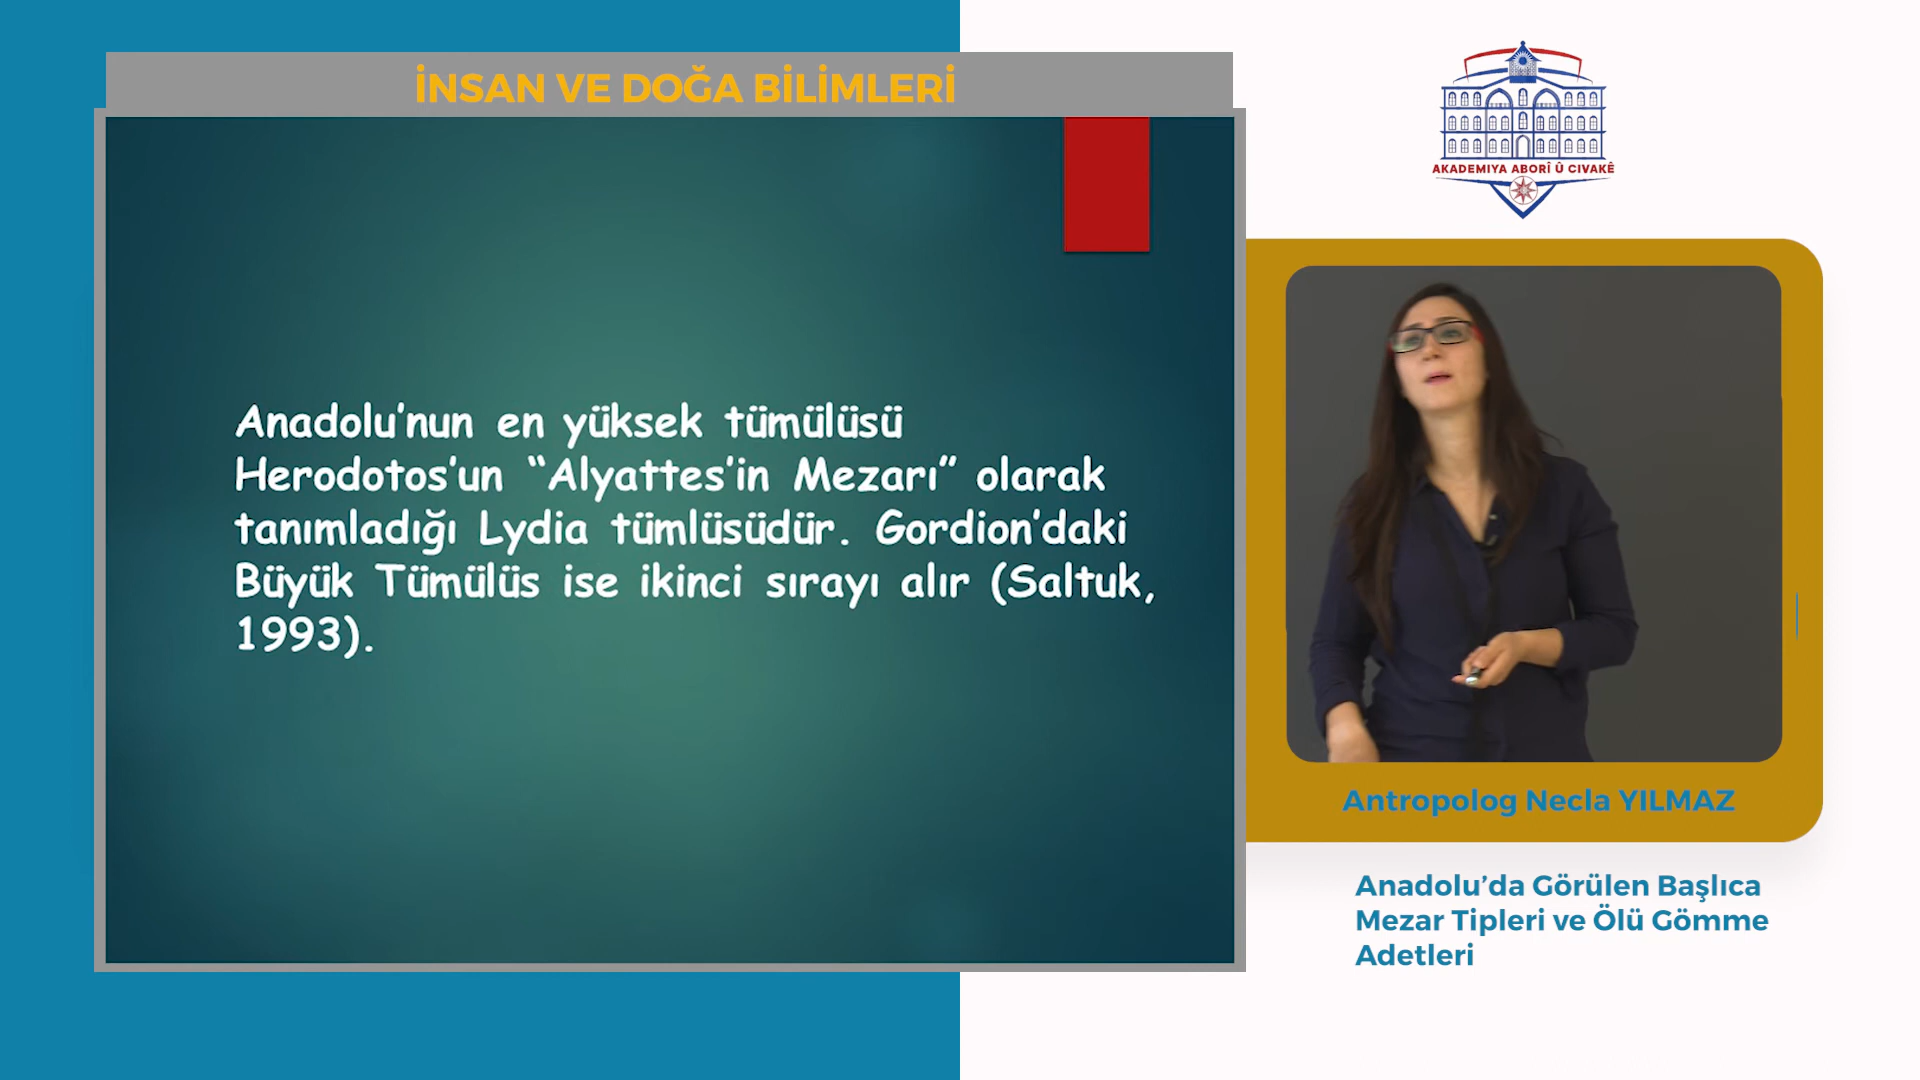 İNSAN VE DOĞA BİLİMLERİ
Anadolu’nun en yüksek tümülüsü
Herodotos’un “Alyattes’in Mezarı” olarak
tanımladığı Lydia tümlüsüdür. Gordion’daki
Büyük Tümülüs ise ikinci sırayı alır (Saltuk,
1993).
AKADEMIYA ABORÎ Û CIVAKÊ
Antropolog Necla YILMAZ
Anadolu’da Görülen Başlıca
Mezar Tipleri ve Ölü Gömme
Adetleri